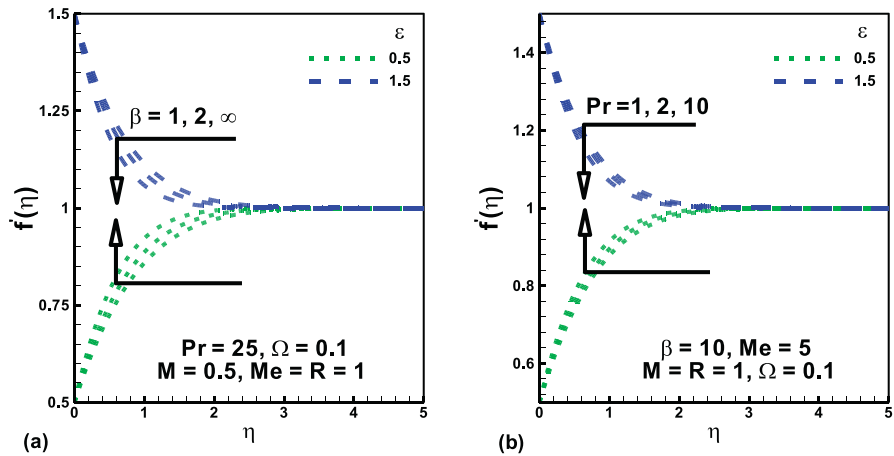 1.5
1.25
1
0.75
0.5
f'(η)
ε
0.5
1.5
β = 1, 2, ∞
Pr = 25, Ω = 0.1
M = 0.5, Me = R = 1
0 1 2 3 4 5
η
(a)
1.4
1.2
1
0.8
0.6
f'(η)
ε
0.5
1.5
Pr =1, 2, 10
β = 10, Me = 5
M = R = 1, Ω = 0.1
0 1 2 3 4 5
η
(b)